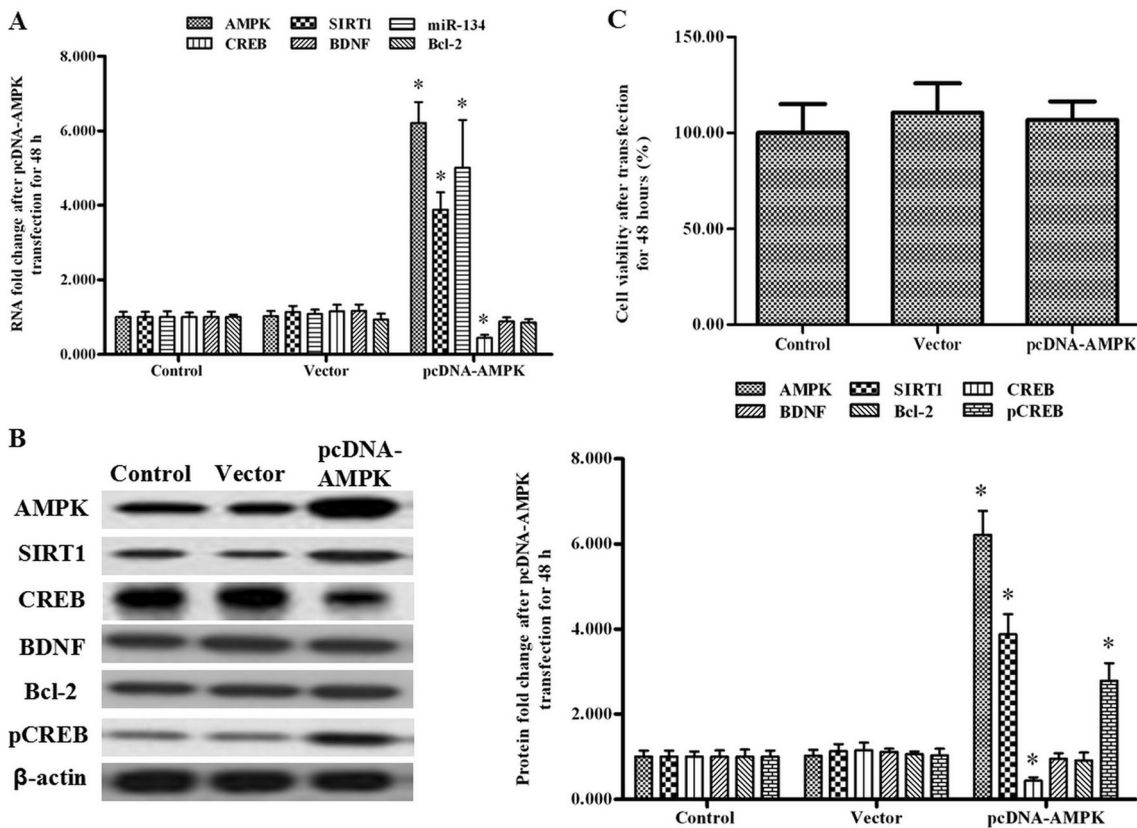 A
AMPK SIRT1 miR-134
CREB BDNF Bcl-2
RNA fold change after pcDNA-AMPK
transfection for 48 h
8.000
6.000
4.000
2.000
0.000
* * * *
Control Vector pcDNA-AMPK
C
Cell viability after transfection
for 48 hours (%)
150.00
100.00
50.00
0.00
Control Vector pcDNA-AMPK
B
Control Vector pcDNA-
AMPK
AMPK
SIRT1
CREB
BDNF
Bcl-2
pCREB
β-actin
AMPK SIRT1 CREB
BDNF Bcl-2 pCREB
Protein fold change after pcDNA-AMPK
transfection for 48 h
8.000
6.000
4.000
2.000
0.000
* * * *
Control Vector pcDNA-AMPK